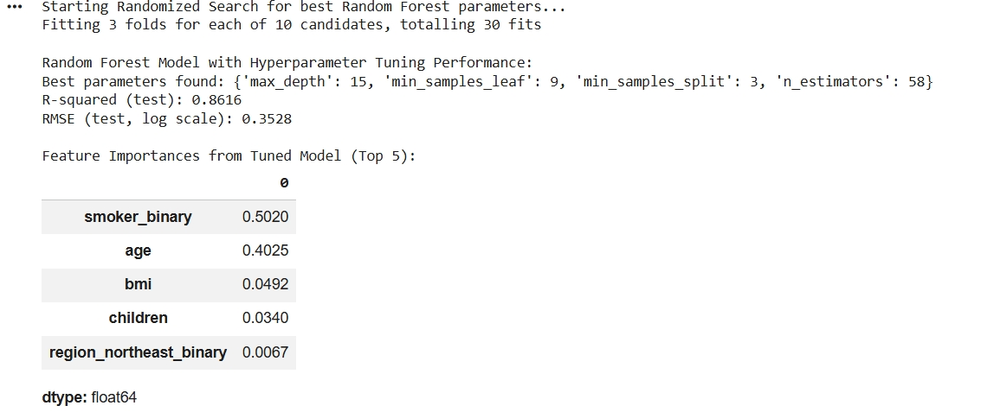 ••• Starting Randomized Search for best Random Forest parameters...
Fitting 3 folds for each of 10 candidates, totalling 30 fits
Random Forest Model with Hyperparameter Tuning Performance:
Best parameters found: {'max_depth': 15, 'min_samples_leaf': 9, 'min_samples_split': 3, 'n_estimators': 58}
R-squared (test): 0.8616
RMSE (test, log scale): 0.3528
Feature Importances from Tuned Model (Top 5):
0
smoker_binary 0.5020
age 0.4025
bmi 0.0492
children 0.0340
region_northeast_binary 0.0067
dtype: float64